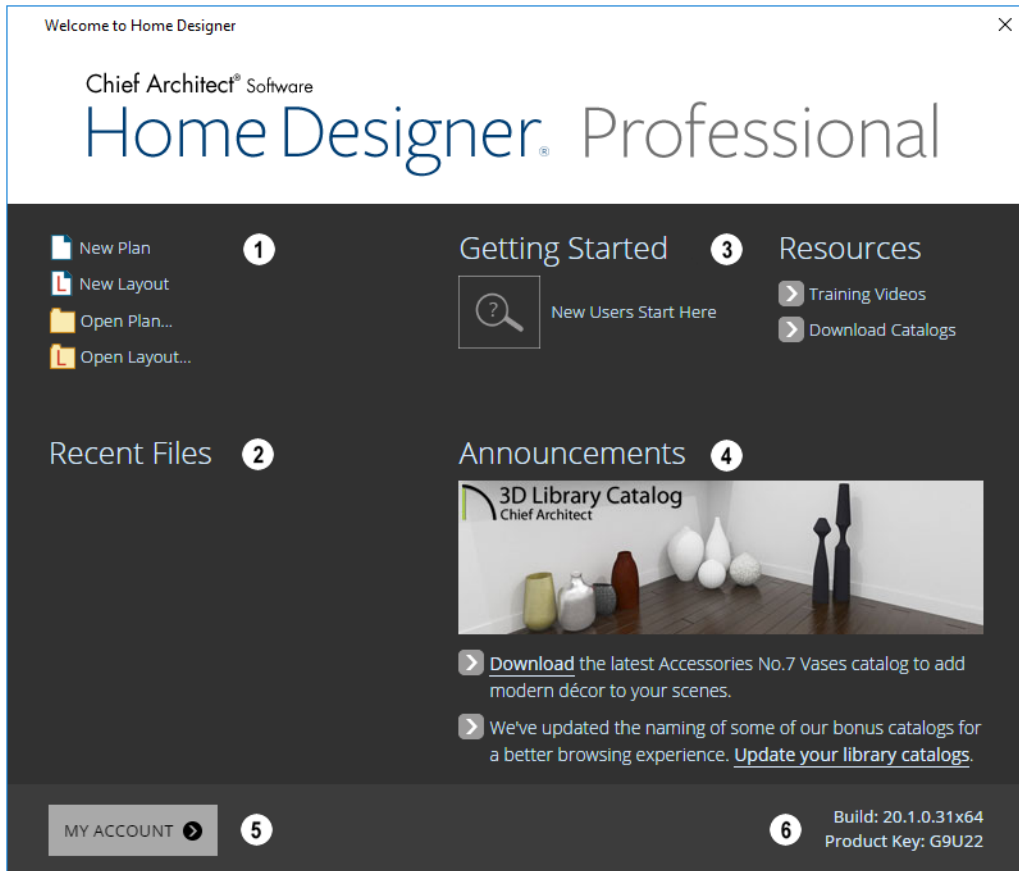 Welcome to Home Designer
Chief Architect® Software
Home Designer® Professional
New Plan
New Layout
Open Plan...
Open Layout...
1
Getting Started
3
New Users Start Here
Resources
Training Videos
Download Catalogs
Recent Files
2
Announcements
4
3D Library Catalog
Chief Architect
Download the latest Accessories No.7 Vases catalog to add
modern décor to your scenes.
We've updated the naming of some of our bonus catalogs for
a better browsing experience. Update your library catalogs.
MY ACCOUNT
5
6
Build: 20.1.0.31x64
Product Key: G9U22